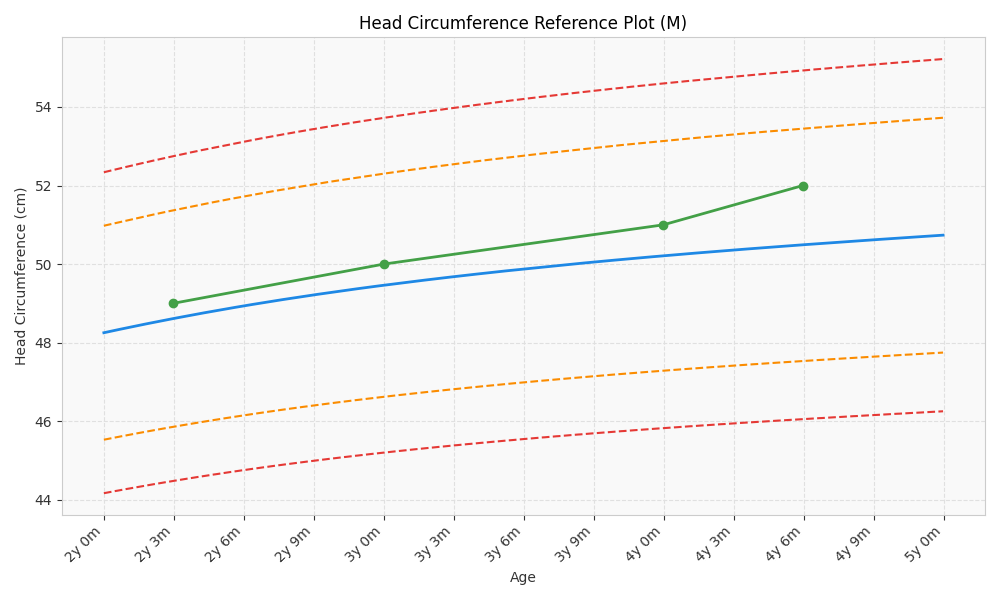 Head Circumference Reference Plot (M)
Head Circumference (cm)
54
52
50
48
46
44
2y 0m
2y 3m
2y 6m
2y 9m
3y 0m
3y 3m
3y 6m
3y 9m
4y 0m
4y 3m
4y 6m
4y 9m
5y 0m
Age